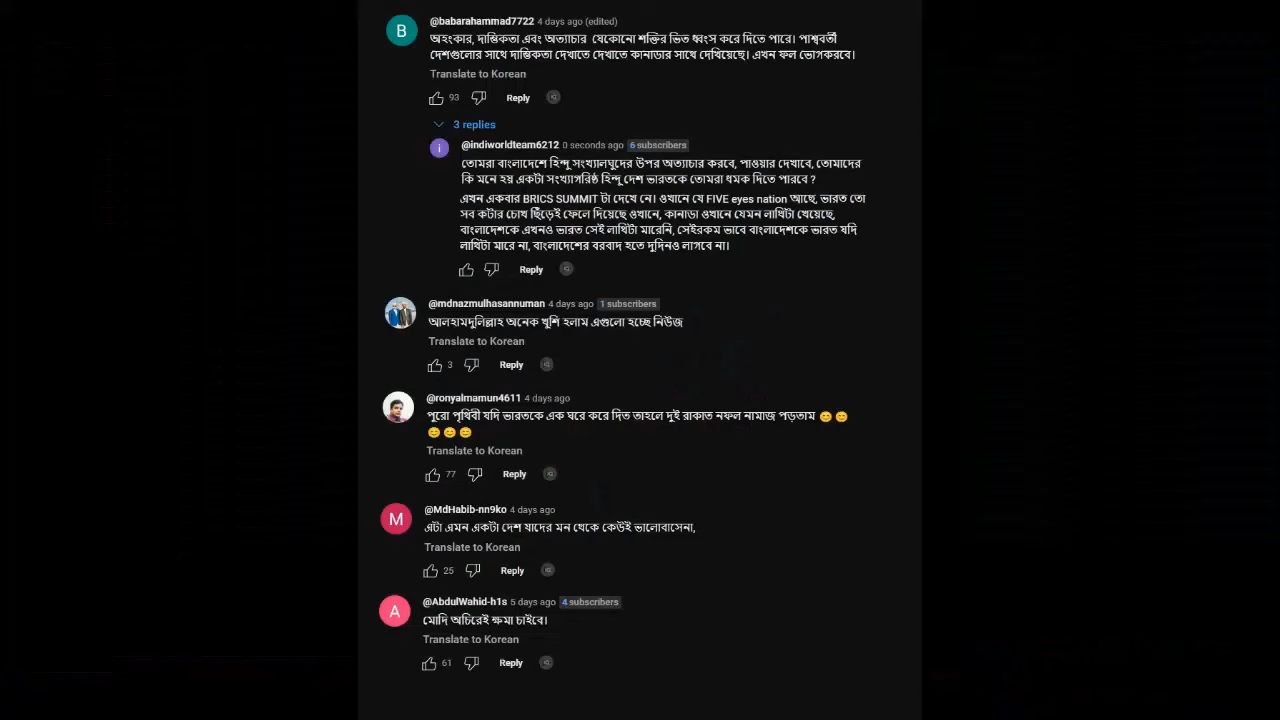 B
@babarahammad7722 4 days ago (edited)
অহংকার, দাম্ভিকতা এবং অত্যাচার যেকোনো শক্তির ভিত ধ্বংস করে দিতে পারে। পাশ্ববর্তী
দেশগুলোর সাথে দাম্ভিকতা দেখাতে দেখাতে কানাডার সাথে দেখিয়েছে। এখন ফল ভোগকরবে।
Translate to Korean
93 Reply
3 replies
i
@indiworldteam6212 0 seconds ago 6 subscribers
তোমরা বাংলাদেশে হিন্দু সংখ্যালঘুদের উপর অত্যাচার করবে, পাওয়ার দেখাবে, তোমাদের
কি মনে হয় একটা সংখ্যাগরিষ্ঠ হিন্দু দেশ ভারতকে তোমরা ধমক দিতে পারবে ?
এখন একবার BRICS SUMMIT টা দেখে নে। ওখানে যে FIVE eyes nation আছে, ভারত তো
সব কটার চোখ ছিঁড়েই ফেলে দিয়েছে ওখানে, কানাডা ওখানে যেমন লাথিটা খেয়েছে,
বাংলাদেশকে এখনও ভারত সেই লাথিটা মারেনি, সেইরকম ভাবে বাংলাদেশকে ভারত যদি
লাথিটা মারে না, বাংলাদেশের বরবাদ হতে দুদিনও লাগবে না।
Reply
@mdnazmulhasannuman 4 days ago 1 subscribers
আলহামদুলিল্লাহ অনেক খুশি হলাম এগুলো হচ্ছে নিউজ
Translate to Korean
3 Reply
@ronyalmamun4611 4 days ago
পুরো পৃথিবী যদি ভারতকে এক ঘরে করে দিত তাহলে দুই রাকাত নফল নামাজ পড়তাম 😊😊
😊😊😊
Translate to Korean
77 Reply
M
@MdHabib-nn9ko 4 days ago
এটা এমন একটা দেশ যাদের মন থেকে কেউই ভালোবাসেনা,
Translate to Korean
25 Reply
A
@AbdulWahid-h1s 5 days ago 4 subscribers
মোদি অচিরেই ক্ষমা চাইবে।
Translate to Korean
61 Reply